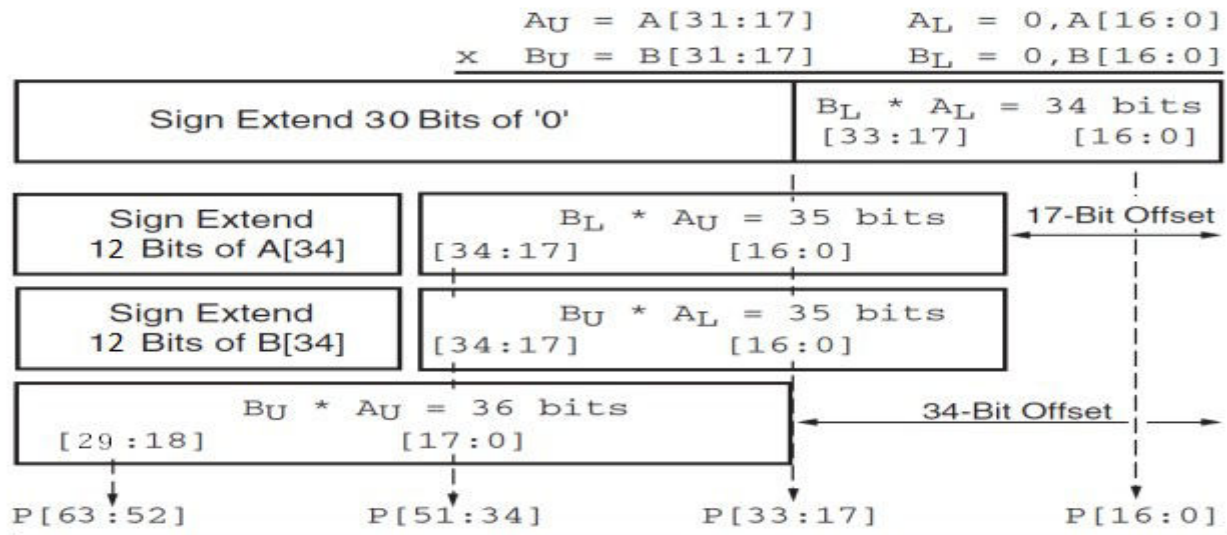 AU = A[31:17] AL = 0,A[16:0]
x BU = B[31:17] BL = 0,B[16:0]
Sign Extend 30 Bits of '0'
BL * AL = 34 bits
[33:17] [16:0]
Sign Extend
12 Bits of A[34]
BL * AU = 35 bits
[34:17] [16:0]
17-Bit Offset
Sign Extend
12 Bits of B[34]
BU * AL = 35 bits
[34:17] [16:0]
BU * AU = 36 bits
[29:18] [17:0]
34-Bit Offset
P[63:52] P[51:34] P[33:17] P[16:0]